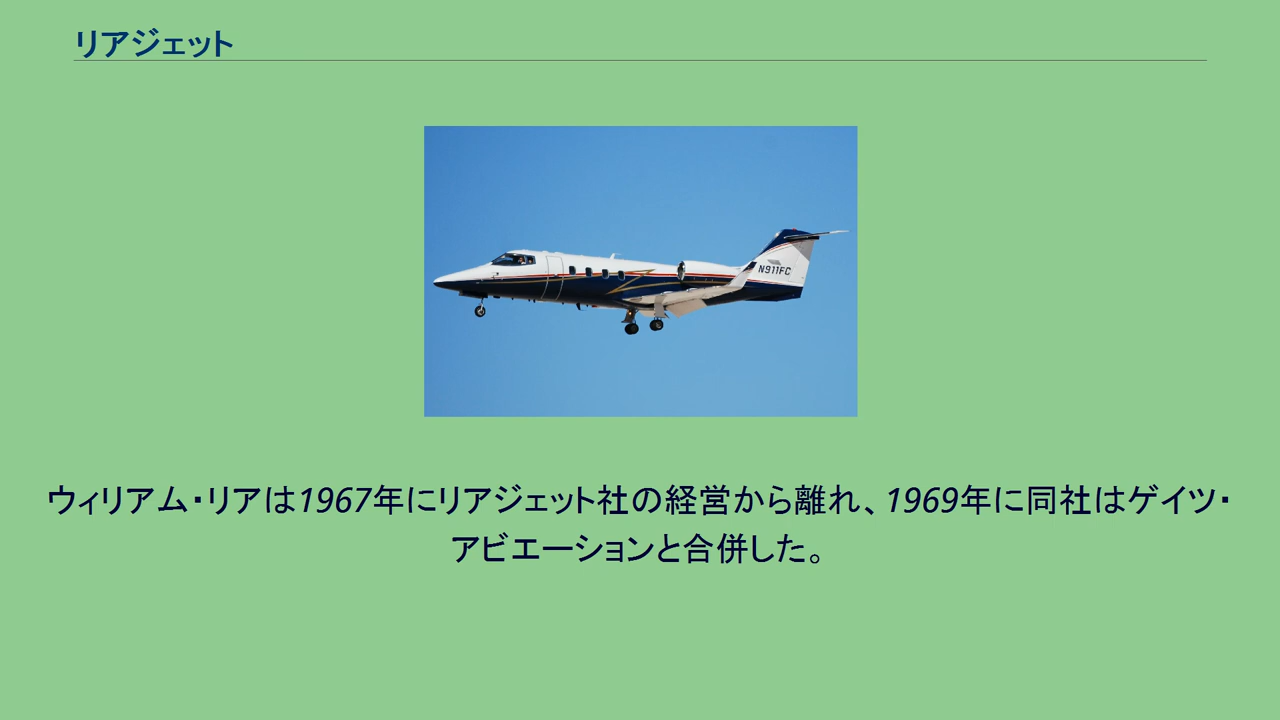 リアジェット
N911FC
ウィリアム・リアは1967年にリアジェット社の経営から離れ、1969年に同社はゲイツ・
アビエーションと合併した。